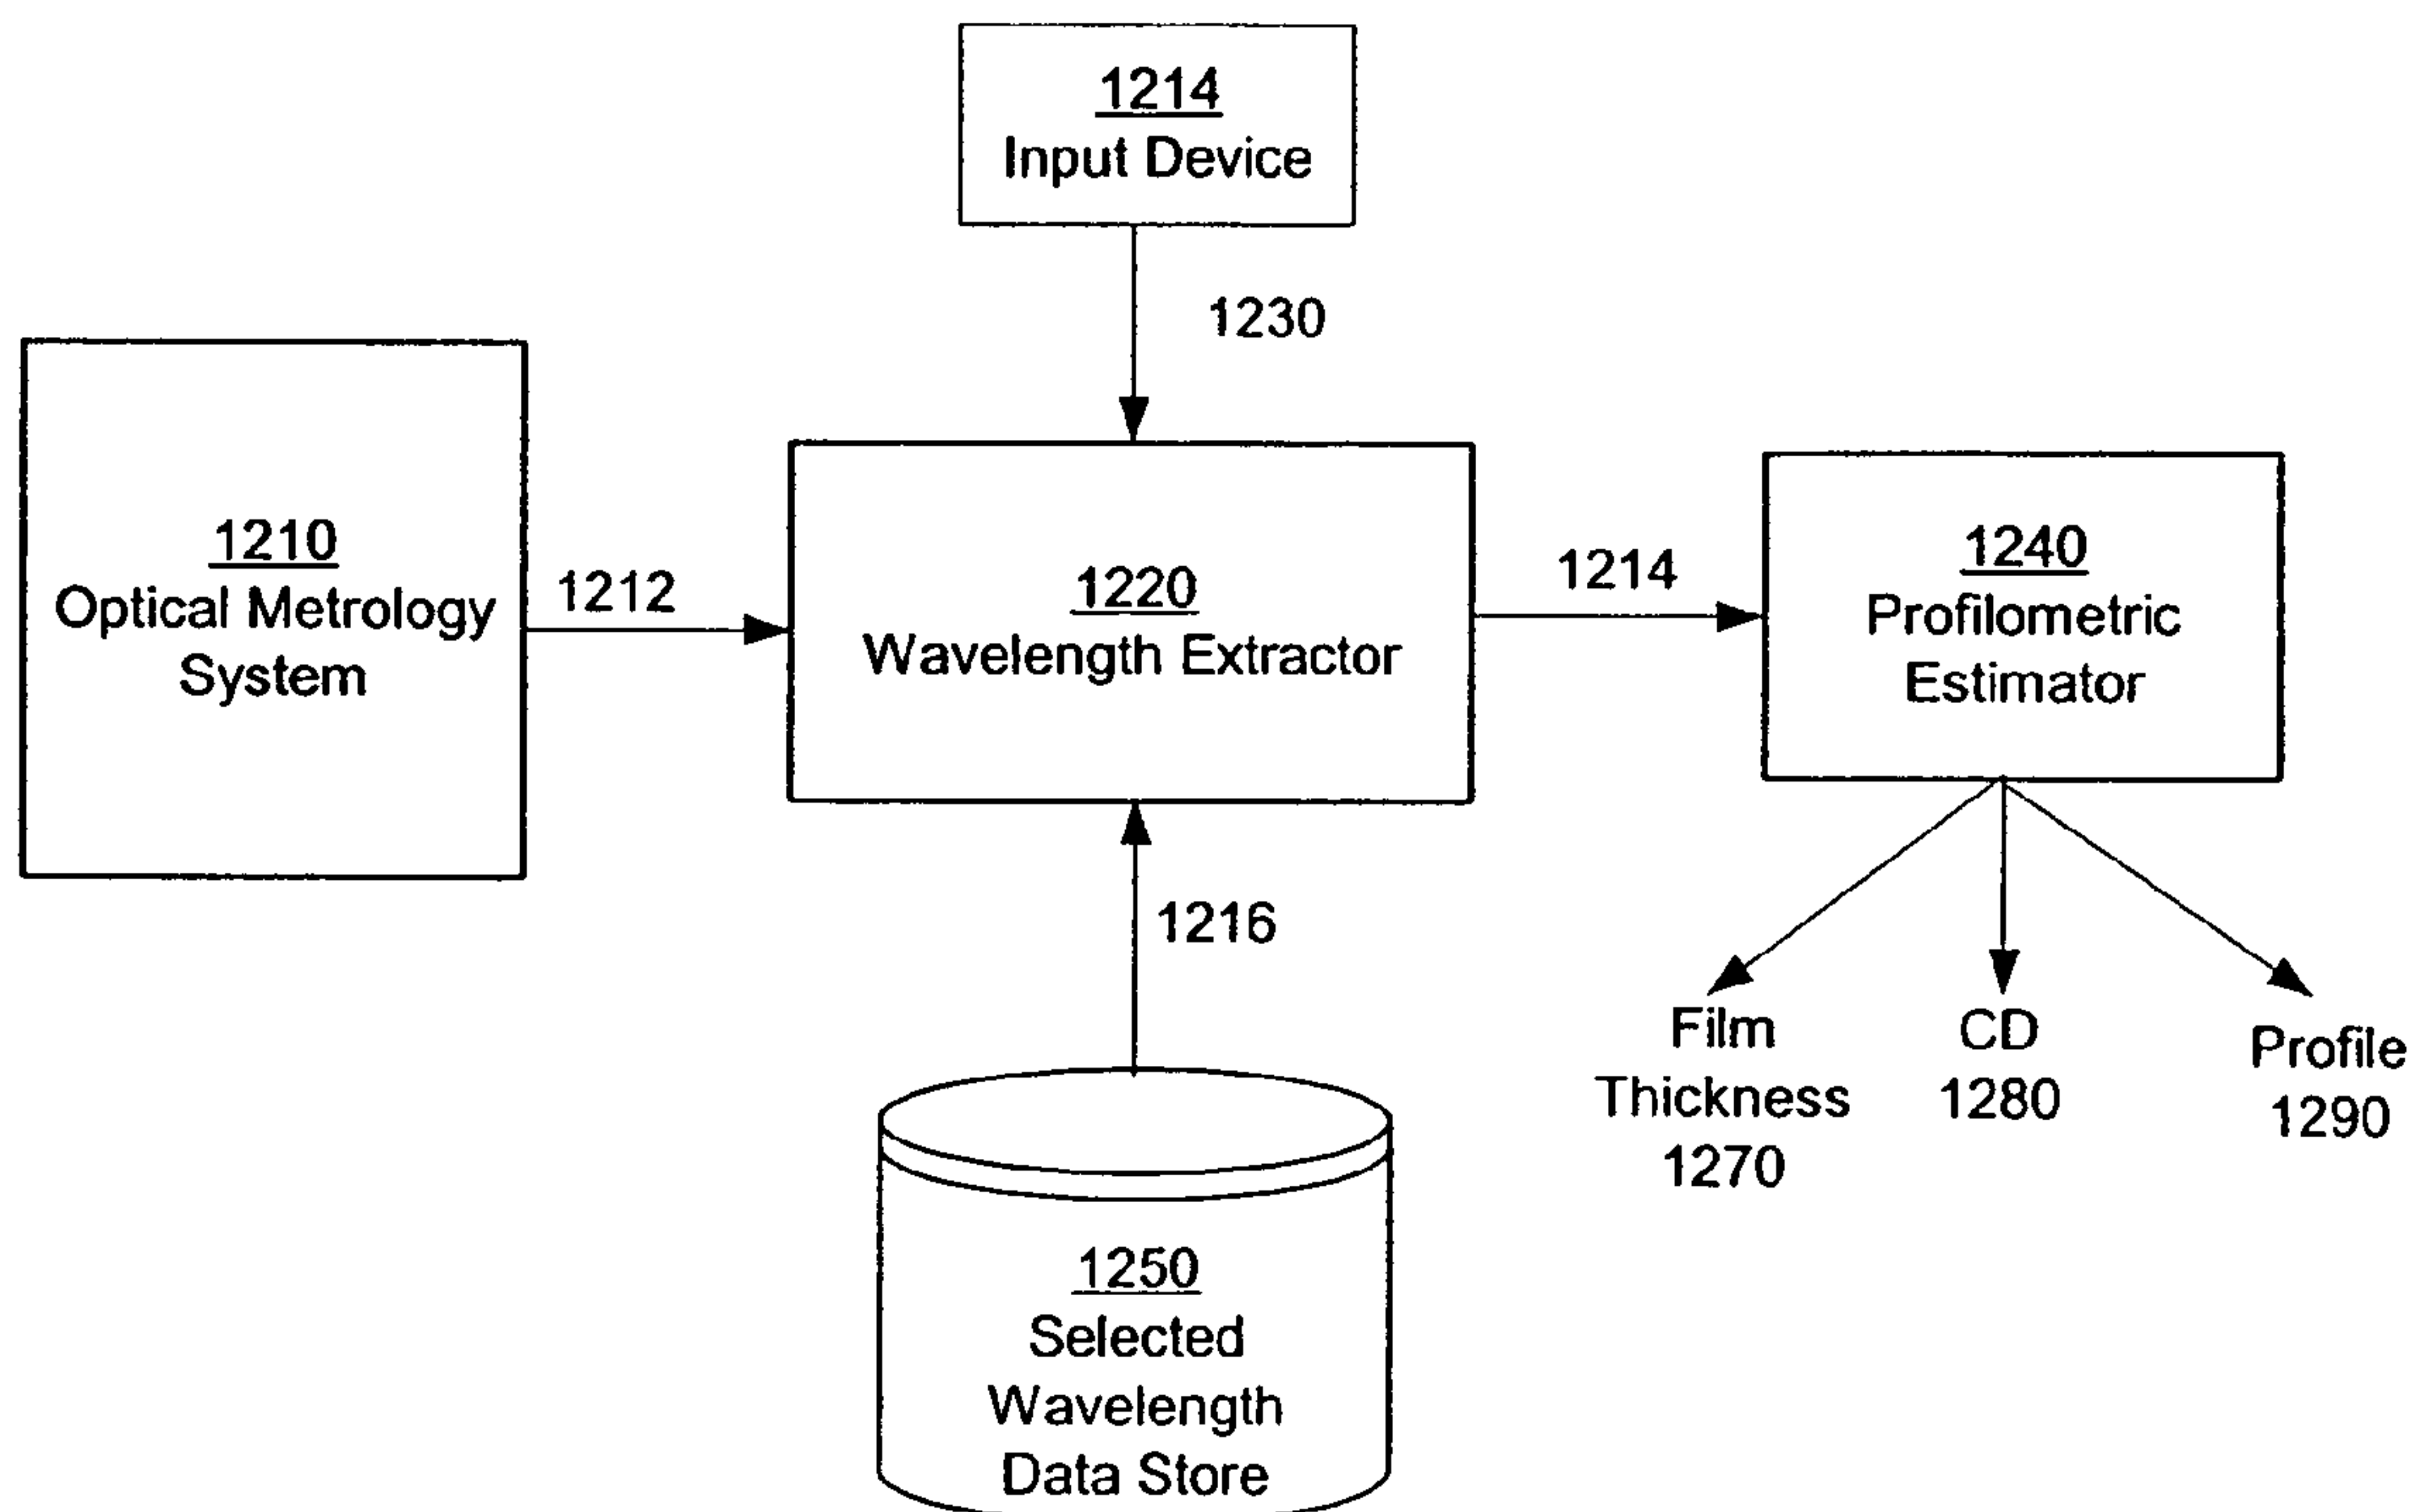 1214
Input Device
1230
1210
Optical Metrology
System
1212
1220
Wavelength Extractor
1214
1240
Profilometric
Estimator
1216
Film
Thickness
1270
CD
1280
Profile
1290
1250
Selected
Wavelength
Data Store